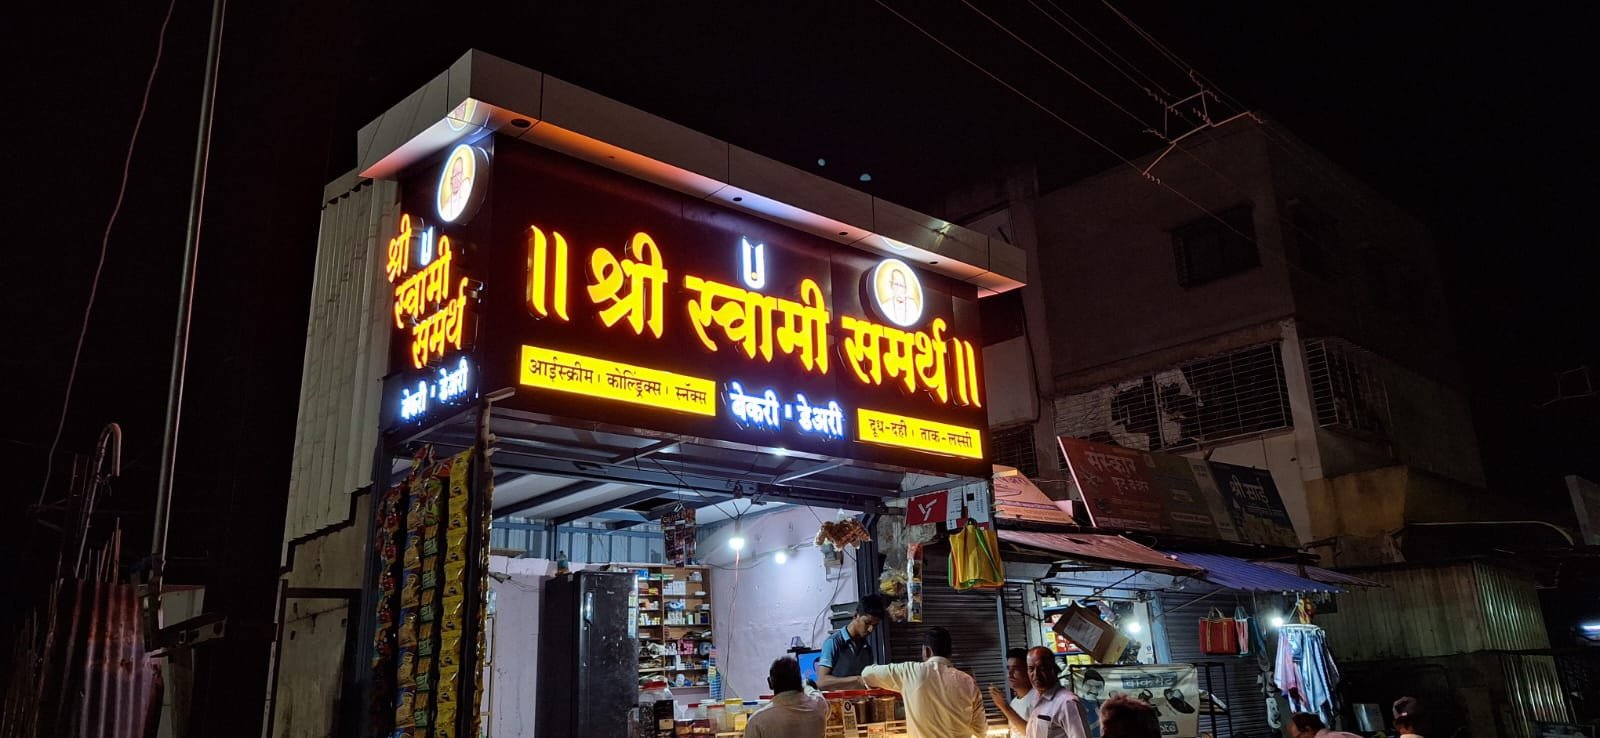 श्री
स्वामी
समर्थ
बेकरी डेअरी
॥ श्री स्वामी समर्थ ॥
आईस्क्रीम। कोल्ड्रिंक्स। स्नॅक्स
बेकरी डेअरी
दूध-दही। ताक-लस्सी
संस्कार
श्री साई